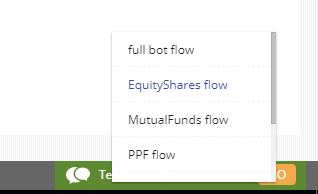 full bot flow
EquityShares flow
MutualFunds flow
PPF flow